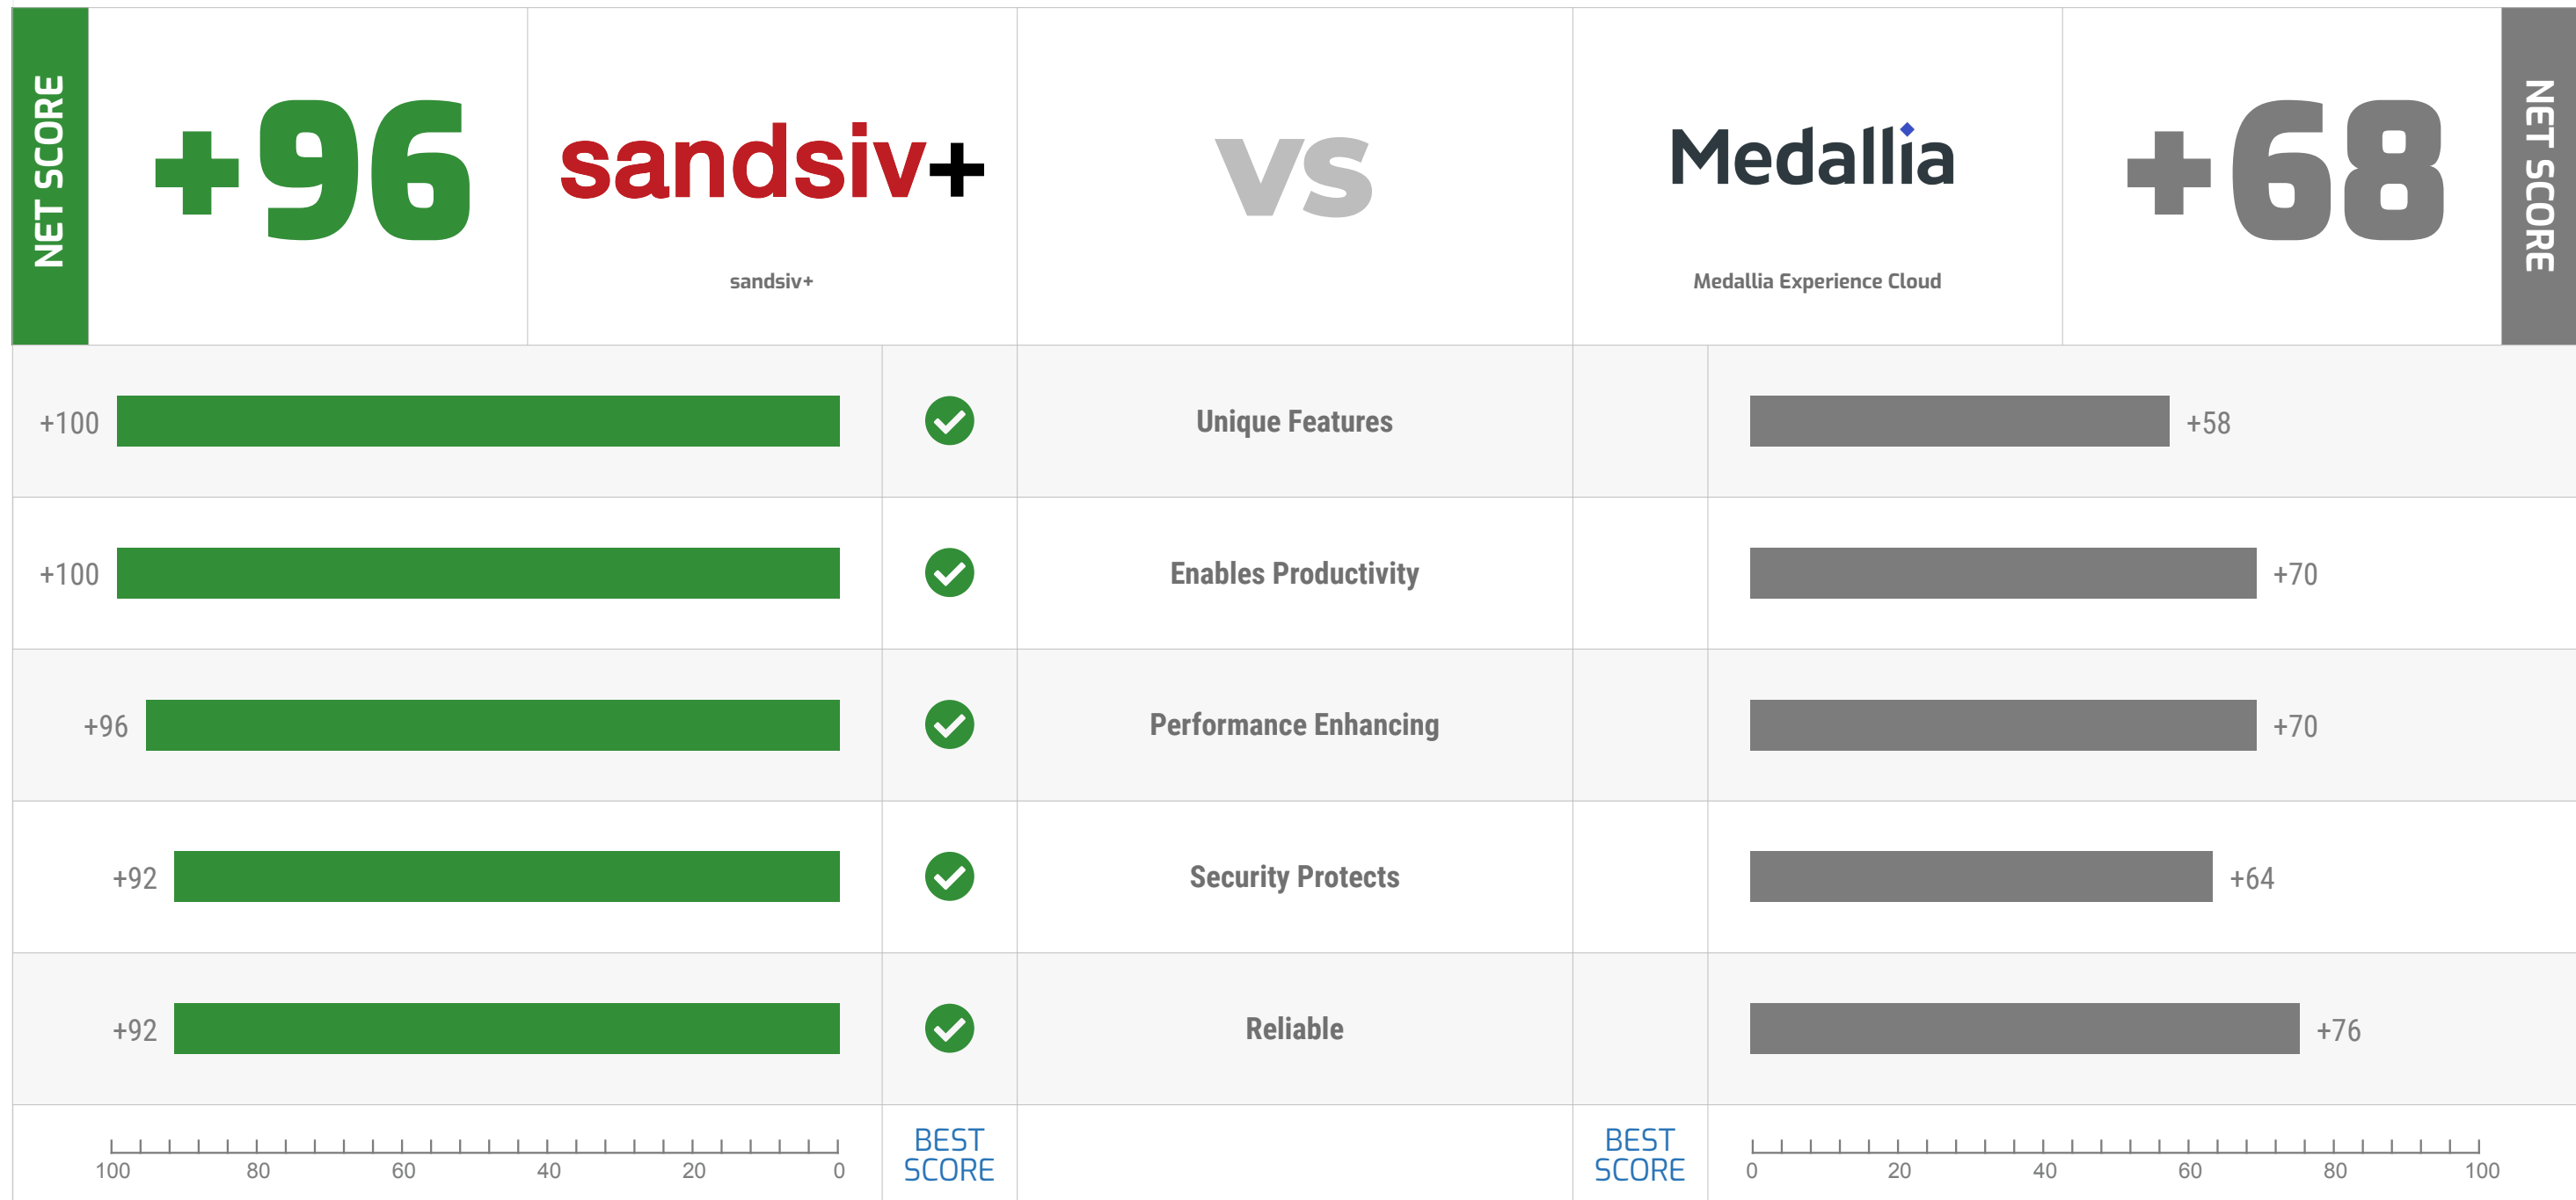 NET SCORE
+96
sandsiv+
sandsiv+
vs
Medallia
Medallia Experience Cloud
+68
NET SCORE
+100
Unique Features
+58
+100
Enables Productivity
+70
+96
Performance Enhancing
+70
+92
Security Protects
+64
+92
Reliable
+76
100 80 60 40 20 0
BEST
SCORE
BEST
SCORE
0 20 40 60 80 100